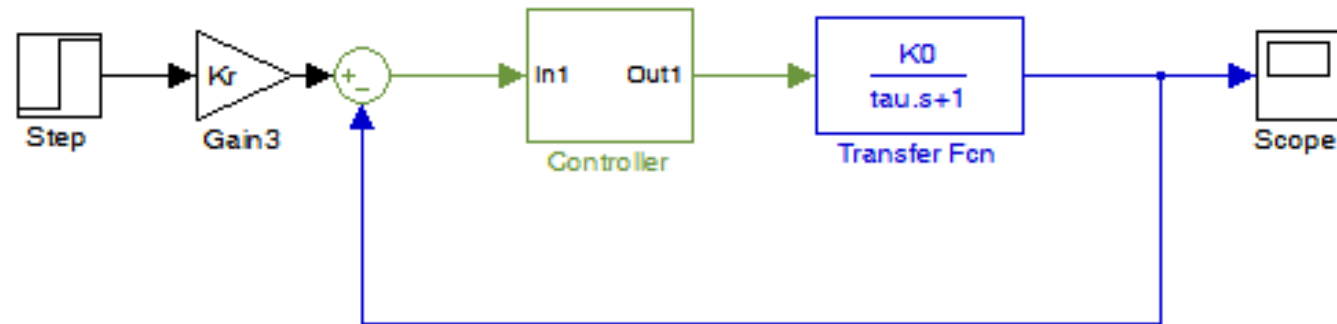 Step
Kr
Gain3
+
−
In1
Out1
Controller
K0
tau.s+1
Transfer Fcn
Scope